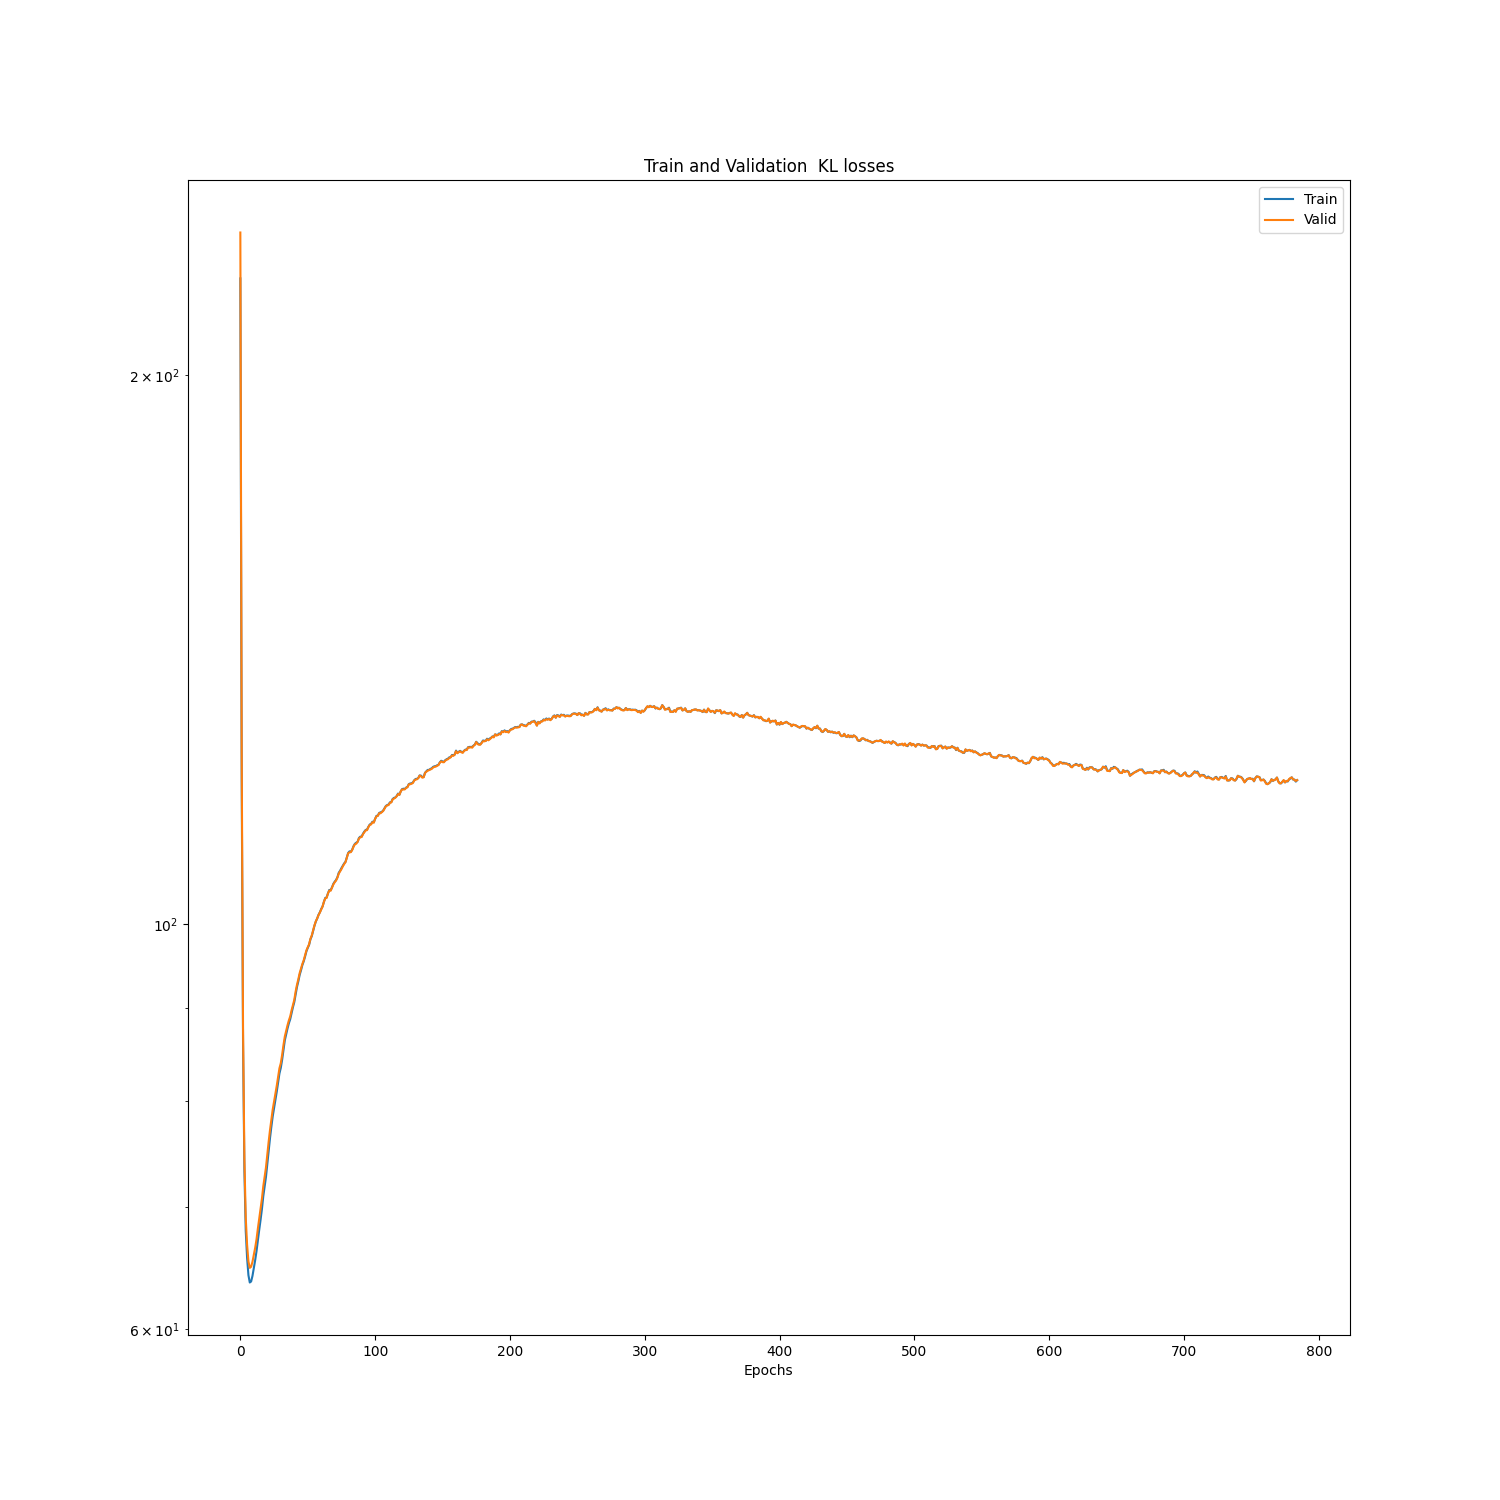 Train and Validation  KL losses
Train
Valid
2 × 10²
10²
6 × 10¹
0 100 200 300 400 500 600 700 800
Epochs